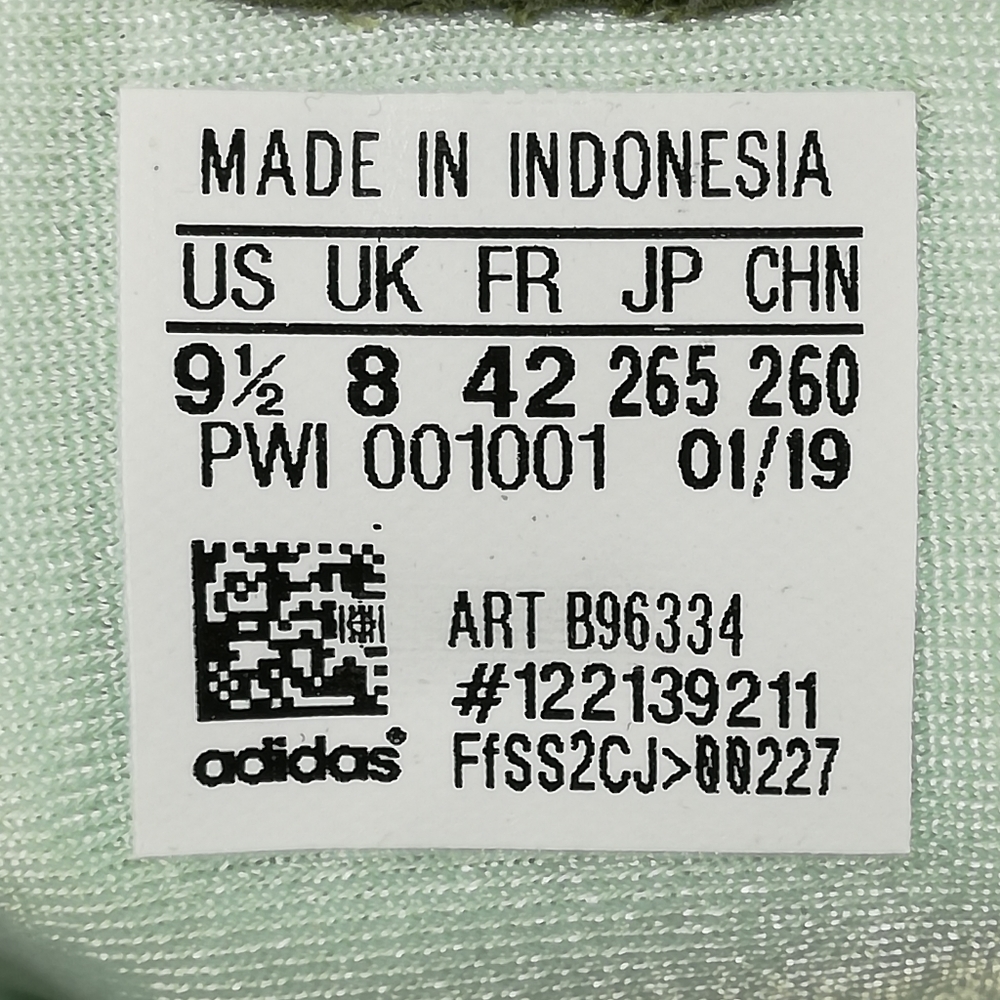 MADE IN INDONESIA
US UK FR JP CHN
9½ 8 42 265 260
PWI 001001 01/19
ART B96334
#122139211
FfSS2CJ>00227
adidas®